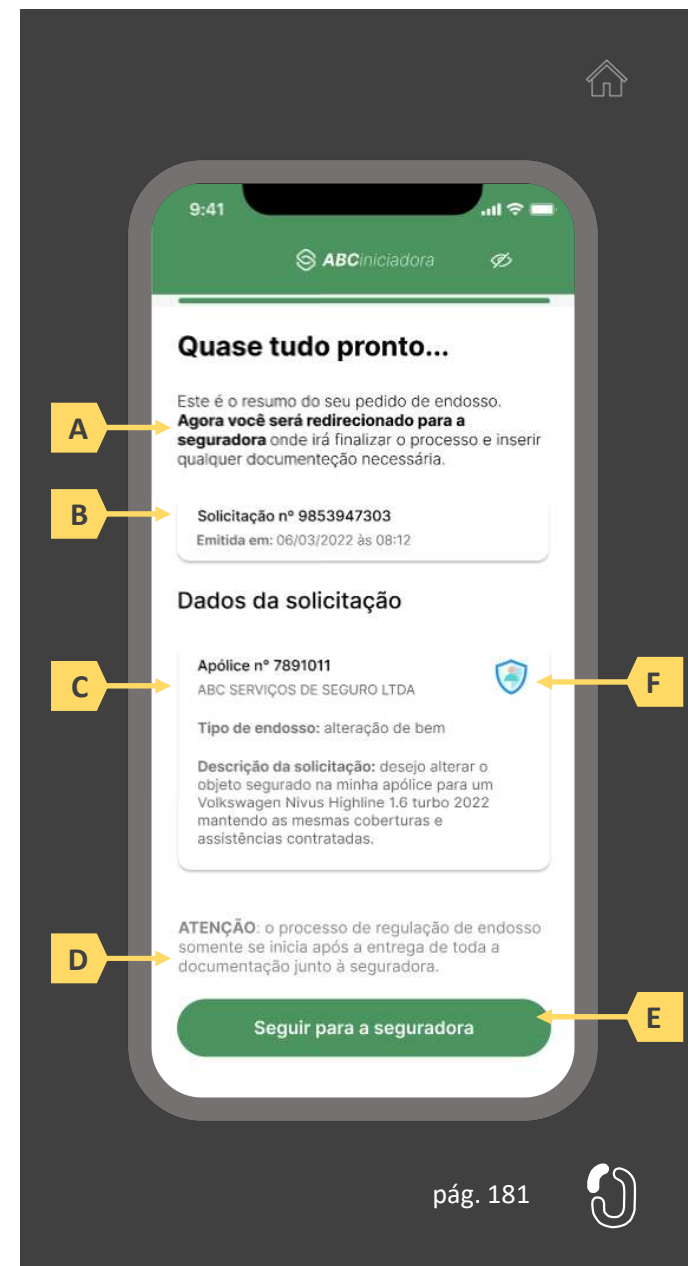 9:41
ABCiniciadora
Quase tudo pronto...
Este é o resumo do seu pedido de endosso.
Agora você será redirecionado para a
seguradora onde irá finalizar o processo e inserir
qualquer documenteção necessária.
A
B
Solicitação nº 9853947303
Emitida em: 06/03/2022 às 08:12
Dados da solicitação
C
Apólice nº 7891011
ABC SERVIÇOS DE SEGURO LTDA
F
Tipo de endosso: alteração de bem
Descrição da solicitação: desejo alterar o
objeto segurado na minha apólice para um
Volkswagen Nivus Highline 1.6 turbo 2022
mantendo as mesmas coberturas e
assistências contratadas.
ATENÇÃO: o processo de regulação de endosso
somente se inicia após a entrega de toda a
documentação junto à seguradora.
D
Seguir para a seguradora
E
pág. 181